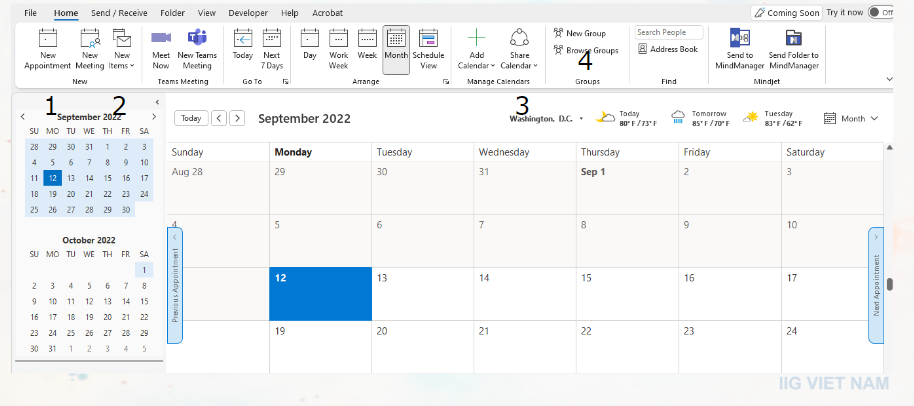 File Home Send / Receive Folder View Developer Help Acrobat Coming Soon Try it now Off
New Appointment
New Meeting
New Items
New
Meet Now
New Teams Meeting
Teams Meeting
Today
Next 7 Days
Go To
Day
Work Week
Week
Month
Schedule View
Arrange
Add Calendar
Share Calendar
Manage Calendars
New Group
Browse Groups
4
Groups
Search People
Address Book
Find
Send to MindManager
Send Folder to MindManager
Mindjet
1 2 3
September 2022
SU MO TU WE TH FR SA
28 29 30 31 1 2 3
4 5 6 7 8 9 10
11 12 13 14 15 16 17
18 19 20 21 22 23 24
25 26 27 28 29 30
October 2022
SU MO TU WE TH FR SA
1
2 3 4 5 6 7 8
9 10 11 12 13 14 15
16 17 18 19 20 21 22
23 24 25 26 27 28 29
30 31 1 2 3 4 5
Today September 2022 Washington, D.C.
Today
80° F / 73° F
Tomorrow
85° F / 70° F
Tuesday
83° F / 62° F
Month
Sunday Monday Tuesday Wednesday Thursday Friday Saturday
Aug 28 29 30 31 Sep 1 2 3
4 5 6 7 8 9 10
12 13 14 15 16 17
19 20 21 22 23 24
Previous Appointment
Next Appointment
IIG VIET NAM